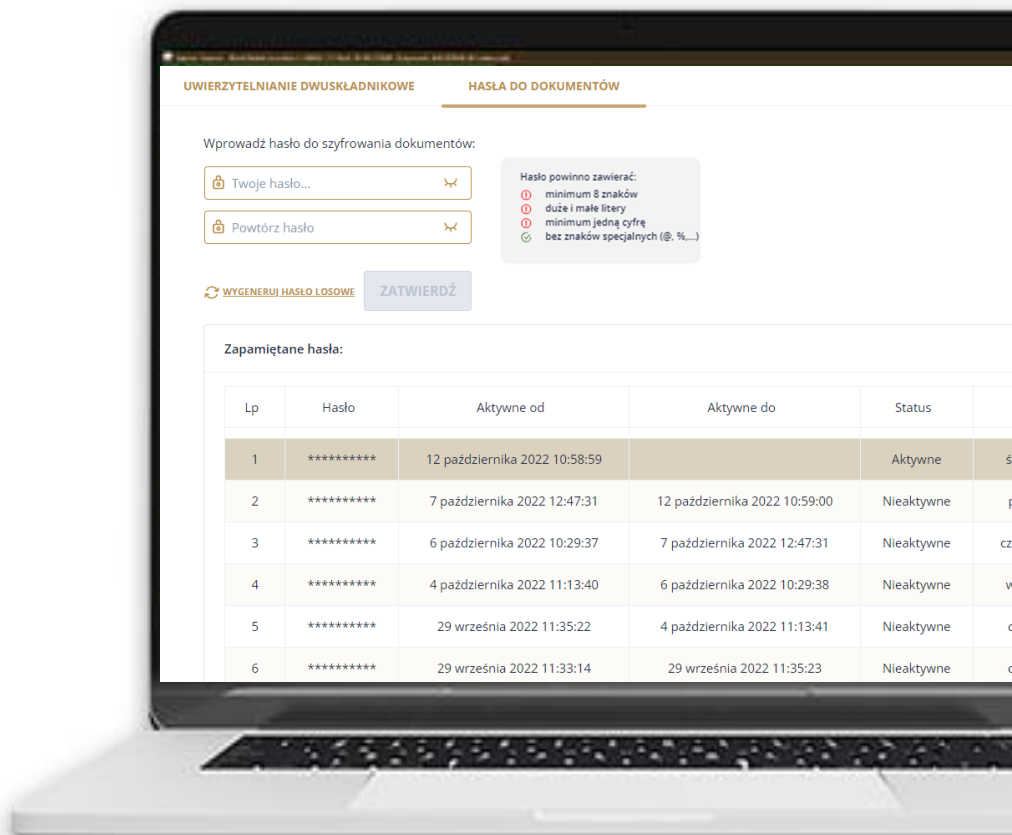 UWIERZYTELNIANIE DWUSKŁADNIKOWE HASŁA DO DOKUMENTÓW
Wprowadź hasło do szyfrowania dokumentów:
Twoje hasło...
Powtórz hasło
Hasło powinno zawierać:
minimum 8 znaków
duże i małe litery
minimum jedną cyfrę
bez znaków specjalnych (@, %,...)
WYGENERUJ HASŁO LOSOWE ZATWIERDŹ
Zapamiętane hasła:
Lp Hasło Aktywne od Aktywne do Status
1 ********** 12 października 2022 10:58:59 Aktywne
2 ********** 7 października 2022 12:47:31 12 października 2022 10:59:00 Nieaktywne
3 ********** 6 października 2022 10:29:37 7 października 2022 12:47:31 Nieaktywne
4 ********** 4 października 2022 11:13:40 6 października 2022 10:29:38 Nieaktywne
5 ********** 29 września 2022 11:35:22 4 października 2022 11:13:41 Nieaktywne
6 ********** 29 września 2022 11:33:14 29 września 2022 11:35:23 Nieaktywne